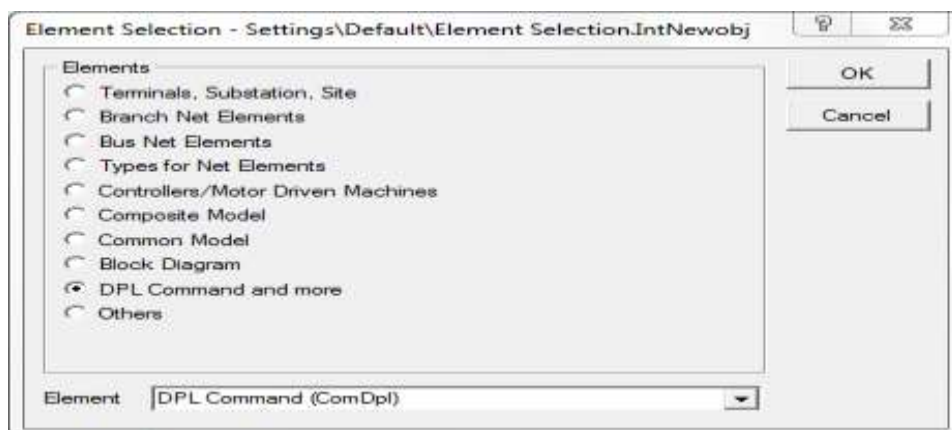 Element Selection - Settings\Default\Element Selection.IntNewobj
Elements
Terminals, Substation, Site
Branch Net Elements
Bus Net Elements
Types for Net Elements
Controllers/Motor Driven Machines
Composite Model
Common Model
Block Diagram
DPL Command and more
Others
OK
Cancel
Element DPL Command (ComDpl)